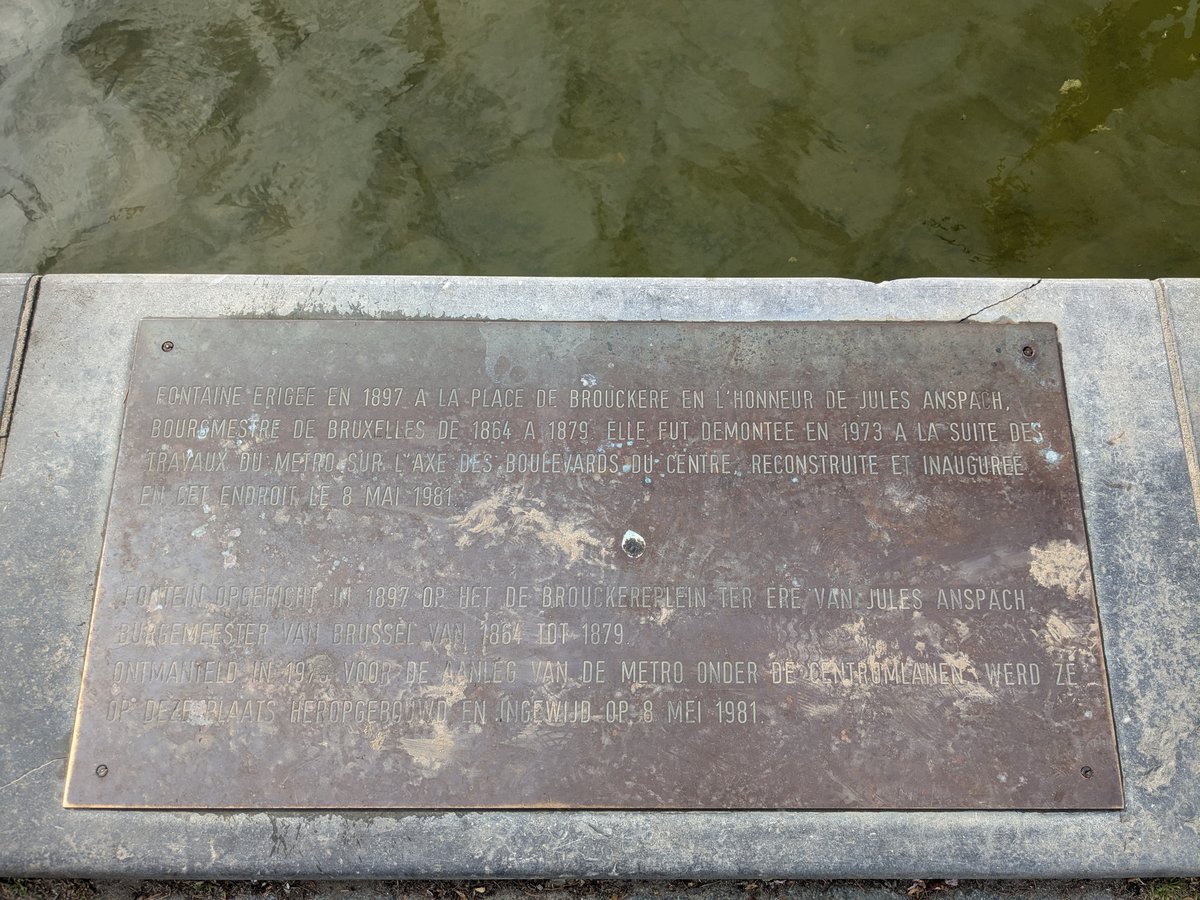 FONTAINE ERIGEE EN 1897 A LA PLACE DE BROUCKERE EN L'HONNEUR DE JULES ANSPACH,
BOURGMESTRE DE BRUXELLES DE 1864 A 1879. ELLE FUT DEMONTEE EN 1973 A LA SUITE DES
TRAVAUX DU METRO SUR L'AXE DES BOULEVARDS DU CENTRE, RECONSTRUITE ET INAUGUREE
EN CET ENDROIT LE 8 MAI 1981.
FONTEIN OPGERICHT IN 1897 OP HET DE BROUCKEREPLEIN TER ERE VAN JULES ANSPACH
BURGEMEESTER VAN BRUSSEL VAN 1864 TOT 1879.
ONTMANTELD IN 1973 VOOR DE AANLEG VAN DE METRO ONDER DE CENTRUMLANEN WERD ZE
OP DEZE PLAATS HEROPGEBOUWD EN INGEWIJD OP 8 MEI 1981.